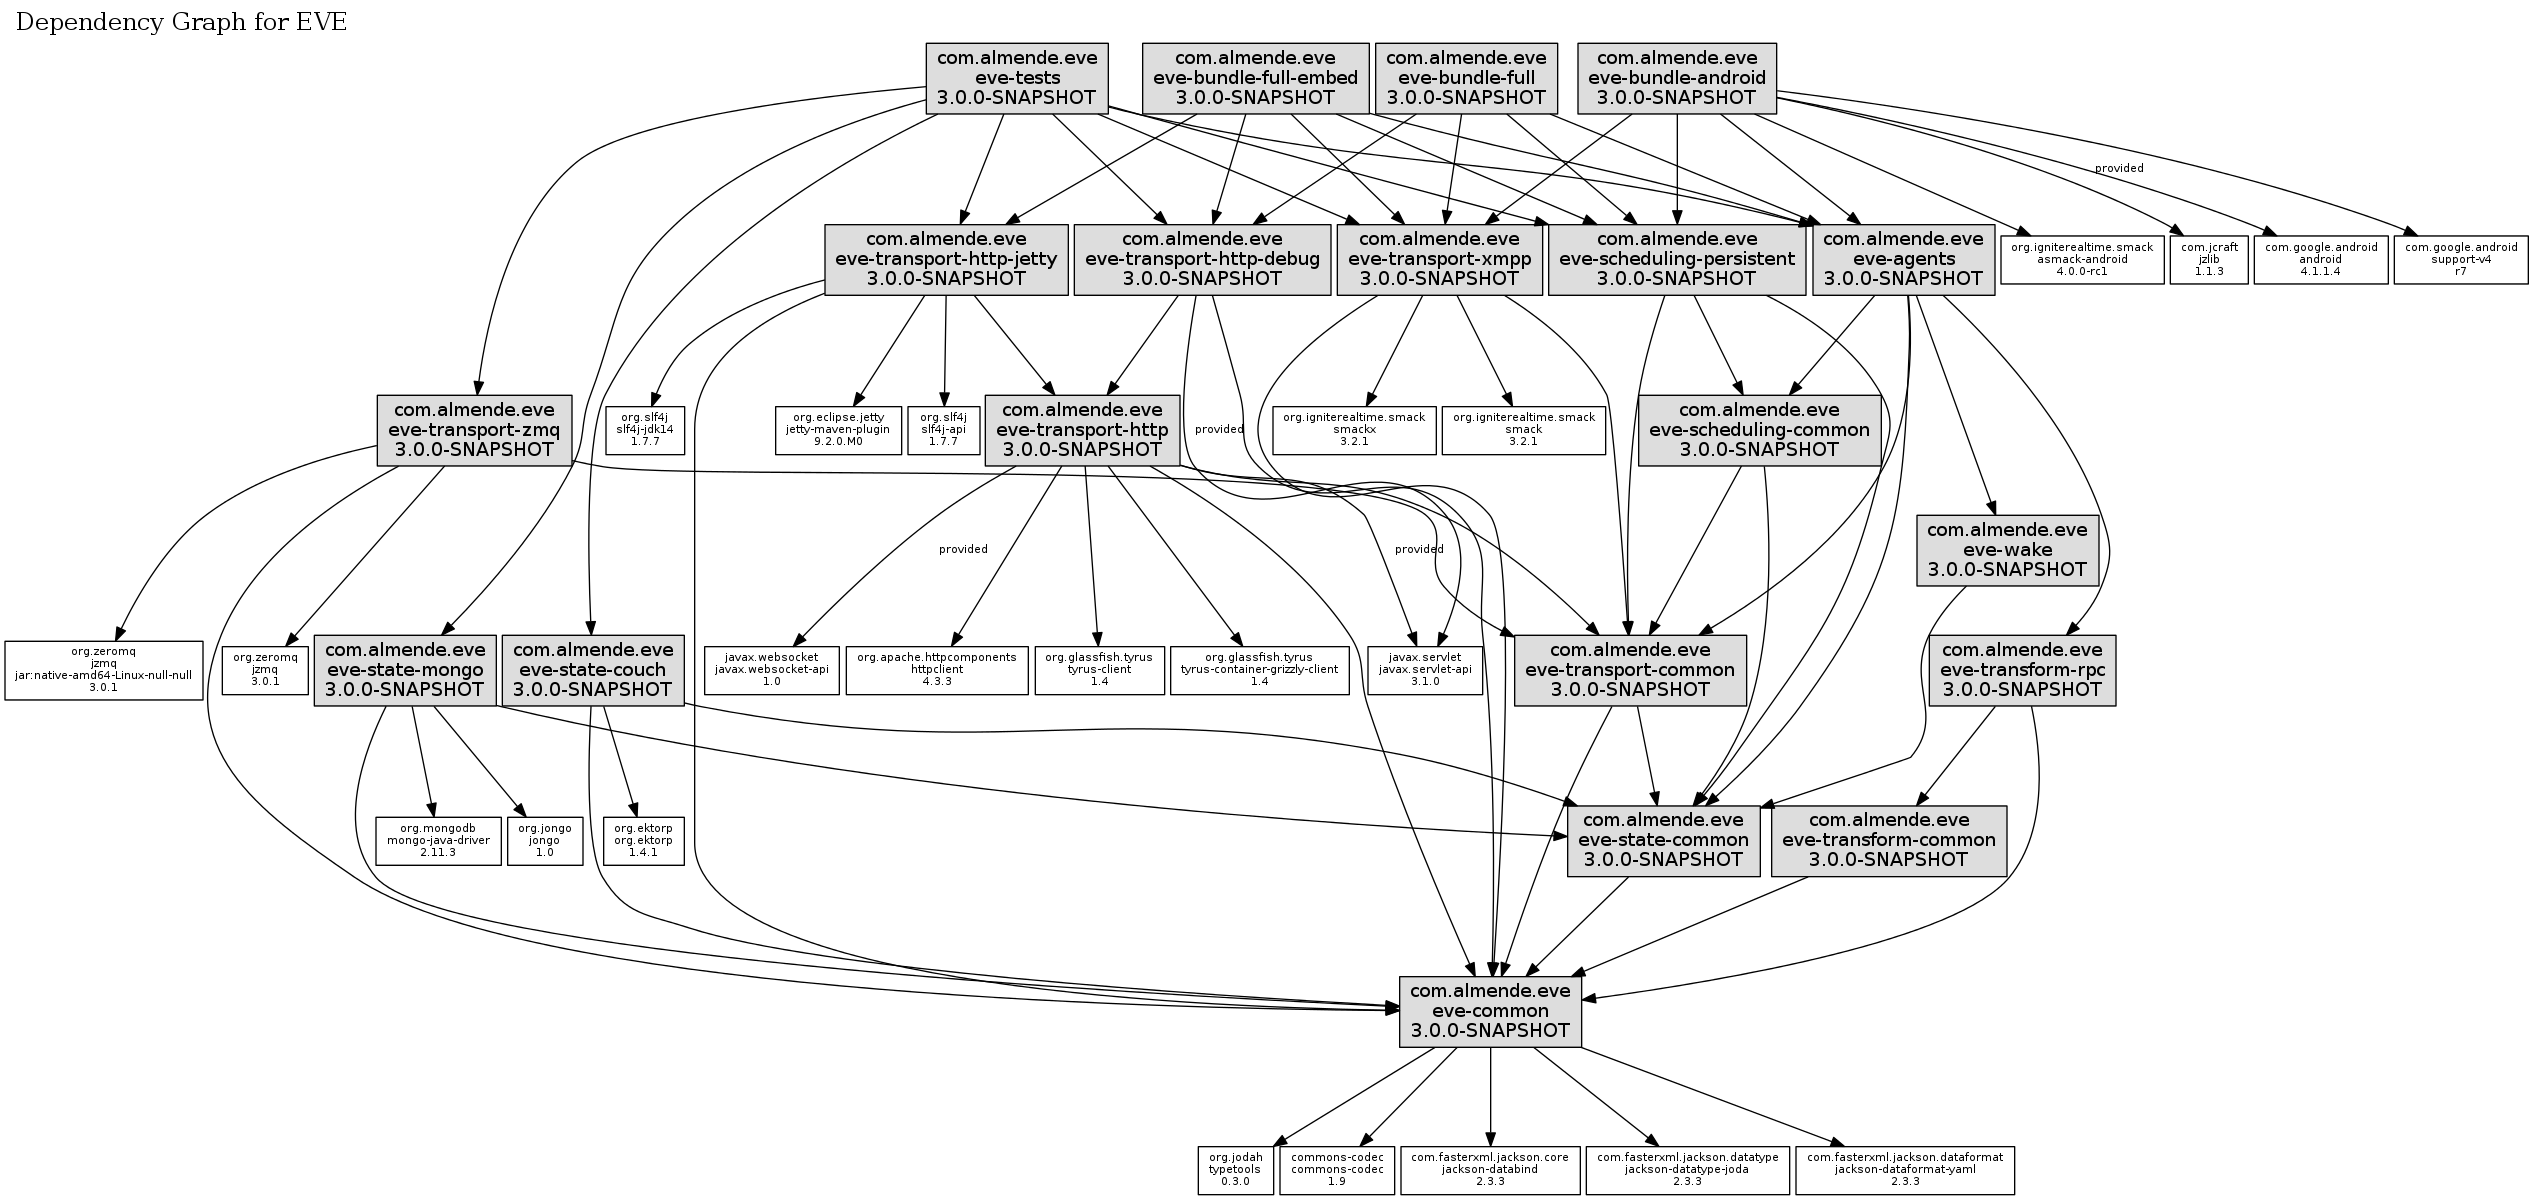 Dependency Graph for EVE
com.almende.eve
eve-tests
3.0.0-SNAPSHOT
com.almende.eve
eve-bundle-full-embed
3.0.0-SNAPSHOT
com.almende.eve
eve-bundle-full
3.0.0-SNAPSHOT
com.almende.eve
eve-bundle-android
3.0.0-SNAPSHOT
provided
com.almende.eve
eve-transport-http-jetty
3.0.0-SNAPSHOT
com.almende.eve
eve-transport-http-debug
3.0.0-SNAPSHOT
com.almende.eve
eve-transport-xmpp
3.0.0-SNAPSHOT
com.almende.eve
eve-scheduling-persistent
3.0.0-SNAPSHOT
com.almende.eve
eve-agents
3.0.0-SNAPSHOT
org.igniterealtime.smack
asmack-android
4.0.0-rc1
com.jcraft
jzlib
1.1.3
com.google.android
android
4.1.1.4
com.google.android
support-v4
r7
com.almende.eve
eve-transport-zmq
3.0.0-SNAPSHOT
org.slf4j
slf4j-jdk14
1.7.7
org.eclipse.jetty
jetty-maven-plugin
9.2.0.M0
org.slf4j
slf4j-api
1.7.7
com.almende.eve
eve-transport-http
3.0.0-SNAPSHOT
provided
org.igniterealtime.smack
smackx
3.2.1
org.igniterealtime.smack
smack
3.2.1
com.almende.eve
eve-scheduling-common
3.0.0-SNAPSHOT
provided
provided
com.almende.eve
eve-wake
3.0.0-SNAPSHOT
org.zeromq
jzmq
jar:native-amd64-Linux-null-null
3.0.1
org.zeromq
jzmq
3.0.1
com.almende.eve
eve-state-mongo
3.0.0-SNAPSHOT
com.almende.eve
eve-state-couch
3.0.0-SNAPSHOT
javax.websocket
javax.websocket-api
1.0
org.apache.httpcomponents
httpclient
4.3.3
org.glassfish.tyrus
tyrus-client
1.4
org.glassfish.tyrus
tyrus-container-grizzly-client
1.4
javax.servlet
javax.servlet-api
3.1.0
com.almende.eve
eve-transport-common
3.0.0-SNAPSHOT
com.almende.eve
eve-transform-rpc
3.0.0-SNAPSHOT
org.mongodb
mongo-java-driver
2.11.3
org.jongo
jongo
1.0
org.ektorp
org.ektorp
1.4.1
com.almende.eve
eve-state-common
3.0.0-SNAPSHOT
com.almende.eve
eve-transform-common
3.0.0-SNAPSHOT
com.almende.eve
eve-common
3.0.0-SNAPSHOT
org.jodah
typetools
0.3.0
commons-codec
commons-codec
1.9
com.fasterxml.jackson.core
jackson-databind
2.3.3
com.fasterxml.jackson.datatype
jackson-datatype-joda
2.3.3
com.fasterxml.jackson.dataformat
jackson-dataformat-yaml
2.3.3